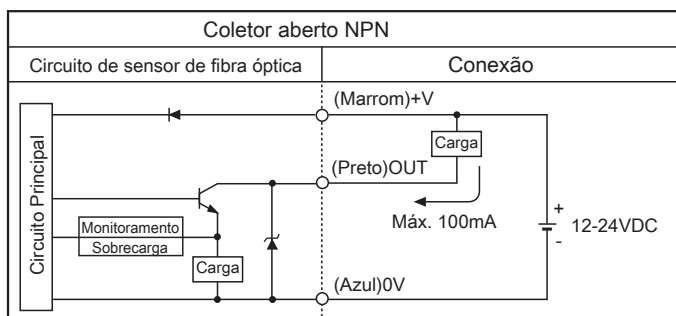 Coletor aberto NPN
Circuito de sensor de fibra óptica
Conexão
(Marrom)+V
Carga
(Preto)OUT
Máx. 100mA
Circuito Principal
Monitoramento
Sobrecarga
Carga
+
12-24VDC
-
(Azul)0V